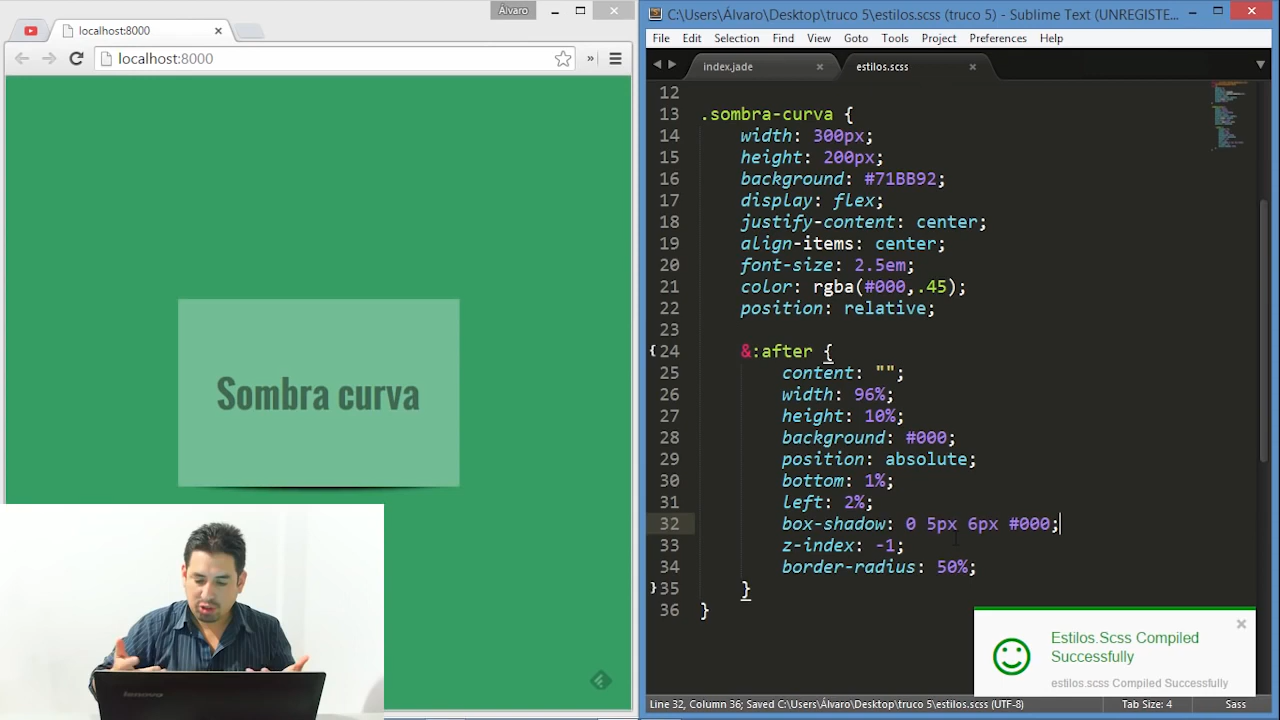 Álvaro
localhost:8000
localhost:8000
»
Sombra curva
C:\Users\Álvaro\Desktop\truco 5\estilos.scss (truco 5) - Sublime Text (UNREGISTE...
File Edit Selection Find View Goto Tools Project Preferences Help
index.jade estilos.scss
12
13 .sombra-curva {
14 width: 300px;
15 height: 200px;
16 background: #71BB92;
17 display: flex;
18 justify-content: center;
19 align-items: center;
20 font-size: 2.5em;
21 color: rgba(#000,.45);
22 position: relative;
23
24 &:after {
25 content: "";
26 width: 96%;
27 height: 10%;
28 background: #000;
29 position: absolute;
30 bottom: 1%;
31 left: 2%;
32 box-shadow: 0 5px 6px #000;
33 z-index: -1;
34 border-radius: 50%;
35 }
36 }
Estilos.Scss Compiled
Successfully
estilos.scss Compiled Successfully
Line 32, Column 36; Saved C:\Users\Álvaro\Desktop\truco 5\estilos.scss (UTF-8) Tab Size: 4 Sass